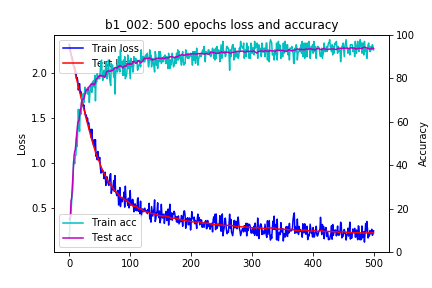 b1_002: 500 epochs loss and accuracy
Train loss
Test loss
Train acc
Test acc
Loss
2.0
1.5
1.0
0.5
Accuracy
100
80
60
40
20
0
0
100
200
300
400
500